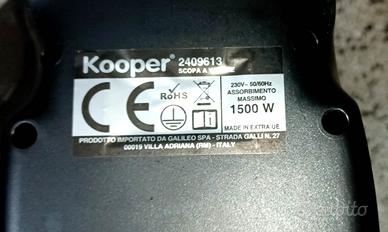 Kooper® 2409613
SCOPA A
CE
RoHS
230V~ 50/60Hz
ASSORBIMENTO
MASSIMO
1500 W
MADE IN EXTRA UE
PRODOTTO IMPORTATO DA GALILEO SPA - STRADA GALLI N. 27
00019 VILLA ADRIANA (RM) - ITALY
subito